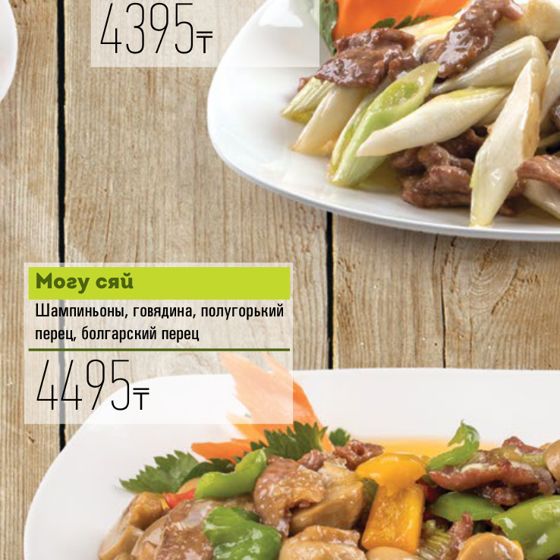 4395₸
Могу сяй
Шампиньоны, говядина, полугорький
перец, болгарский перец
4495₸